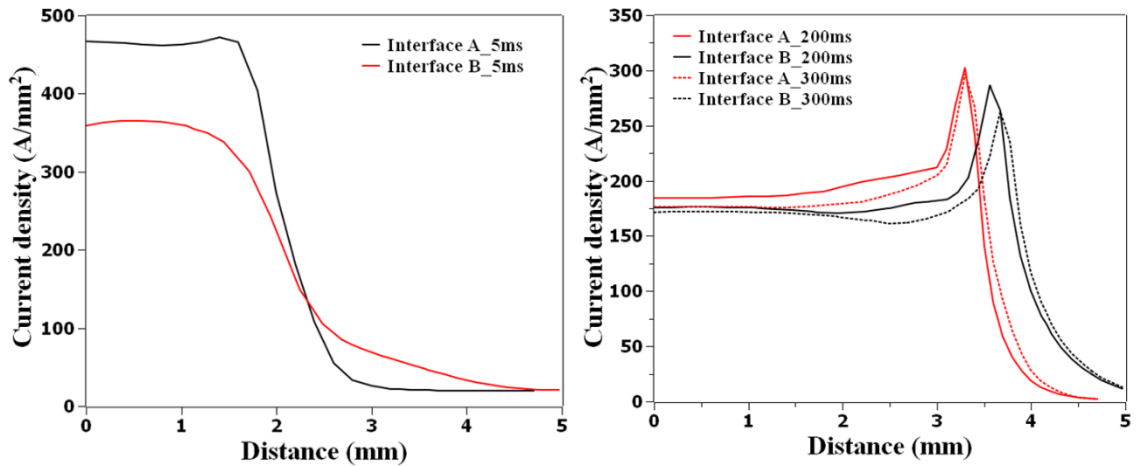 500
400
300
200
100
0
Current density (A/mm²)
Interface A_5ms
Interface B_5ms
0 1 2 3 4 5
Distance (mm)
350
300
250
200
150
100
50
0
Current density (A/mm²)
Interface A_200ms
Interface B_200ms
Interface A_300ms
Interface B_300ms
0 1 2 3 4 5
Distance (mm)